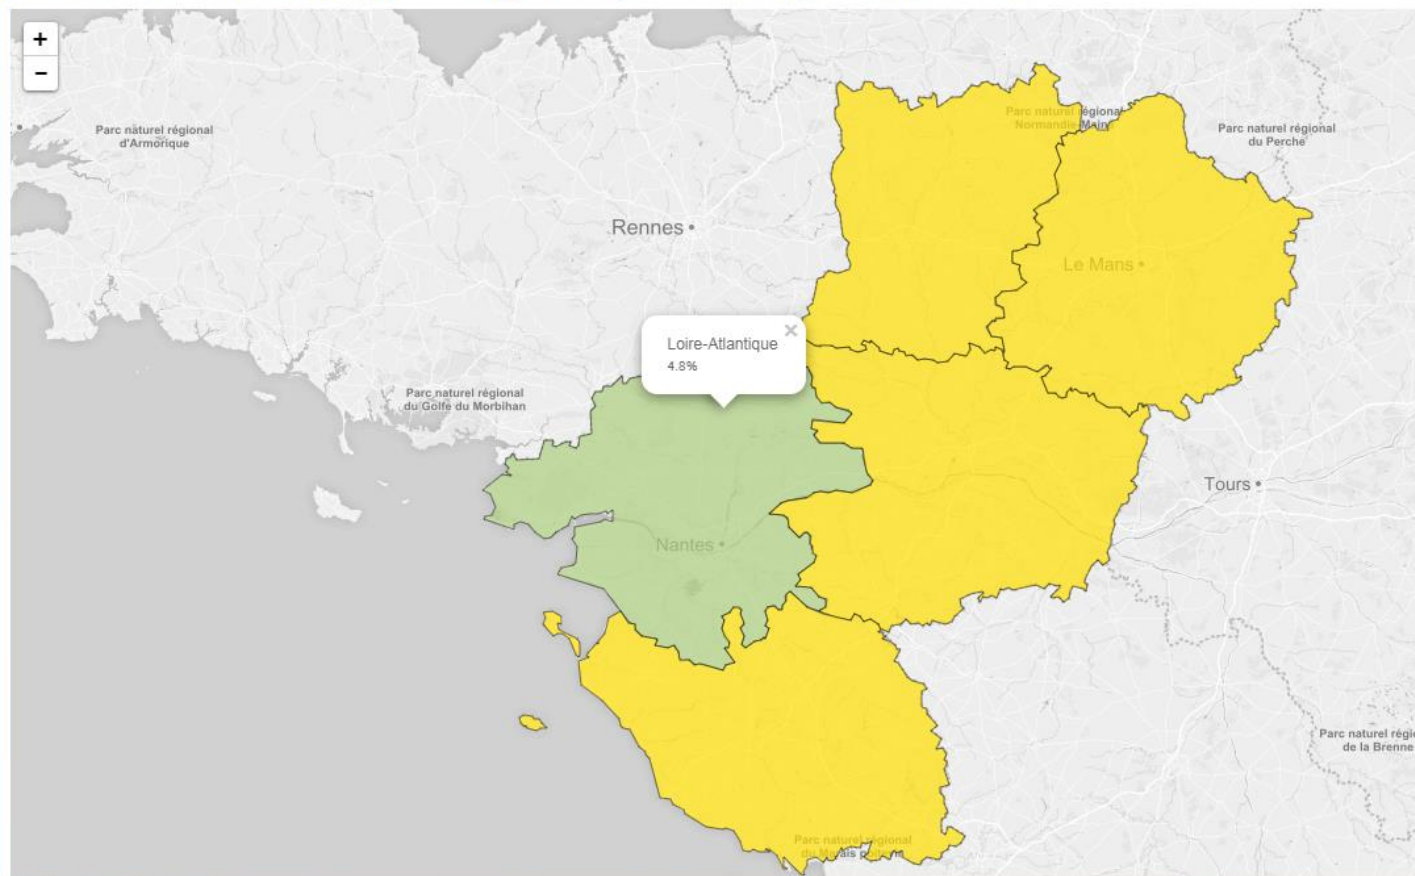 +
−
Parc naturel régional
d'Armorique
Parc naturel régional
Normandie-Maine
Parc naturel régional
du Perche
Rennes
Le Mans
Loire-Atlantique
4.8%
×
Parc naturel régional
du Golfe du Morbihan
Tours
Nantes
Parc naturel régi
de la Brenne
Parc naturel régional
du Marais poitevin